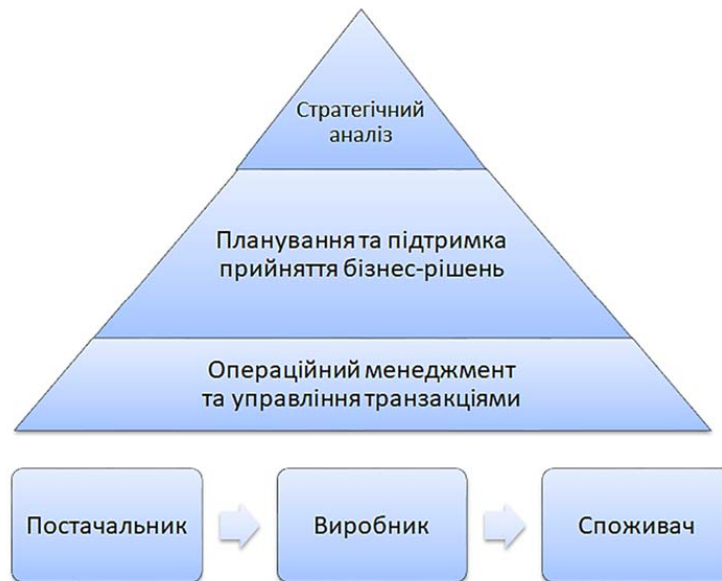 Стратегічний
аналіз
Планування та підтримка
прийняття бізнес-рішень
Операційний менеджмент
та управління транзакціями
Постачальник
Виробник
Споживач